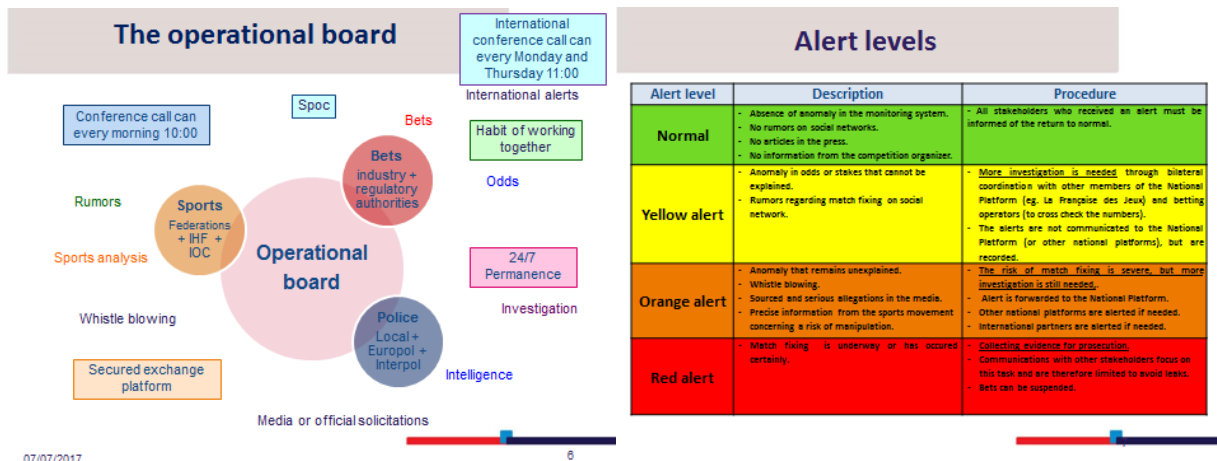 The operational board
International
conference call can
every Monday and
Thursday 11:00
International alerts
Spoc
Conference call can
every morning 10:00
Bets
Habit of working
together
Bets
industry +
regulatory
authorities
Odds
Rumors
Sports
Federations
+ IHF +
IOC
Operational
board
Sports analysis
24/7
Permanence
Investigation
Whistle blowing
Police
Local +
Europol +
Interpol
Secured exchange
platform
Intelligence
Media or official solicitations
07/07/2017
6
Alert levels
Alert level
Description
Procedure
Normal
- Absence of anomaly in the monitoring system.
- No rumors on social networks.
- No articles in the press.
- No information from the competition organizer.
- All stakeholders who received an alert must be
informed of the return to normal.
Yellow alert
- Anomaly in odds or stakes that cannot be
explained.
- Rumors regarding match fixing on social
network.
- More investigation is needed through bilateral
coordination with other members of the National
Platform (eg. La Française des Jeux) and betting
operators (to cross check the numbers).
- The alerts are not communicated to the National
Platform (or other national platforms), but are
recorded.
Orange alert
- Anomaly that remains unexplained.
- Whistle blowing.
- Sourced and serious allegations in the media.
- Precise information from the sports movement
concerning a risk of manipulation.
- The risk of match fixing is severe, but more
investigation is still needed,.
- Alert is forwarded to the National Platform.
- Other national platforms are alerted if needed.
- International partners are alerted if needed.
Red alert
- Match fixing is underway or has occured
certainly.
- Collecting evidence for prosecution.
- Communications with other stakeholders focus on
this task and are therefore limited to avoid leaks.
- Bets can be suspended.